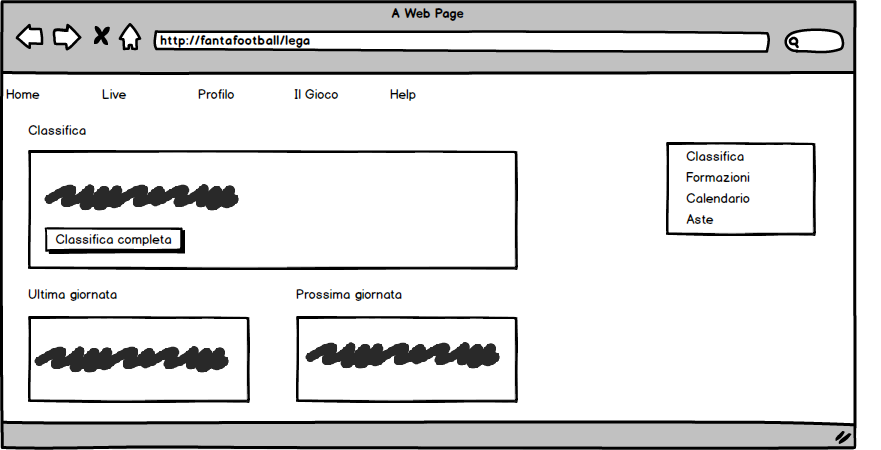 A Web Page
http://fantafootball/lega
Home Live Profilo Il Gioco Help
Classifica
Classifica completa
Classifica
Formazioni
Calendario
Aste
Ultima giornata Prossima giornata